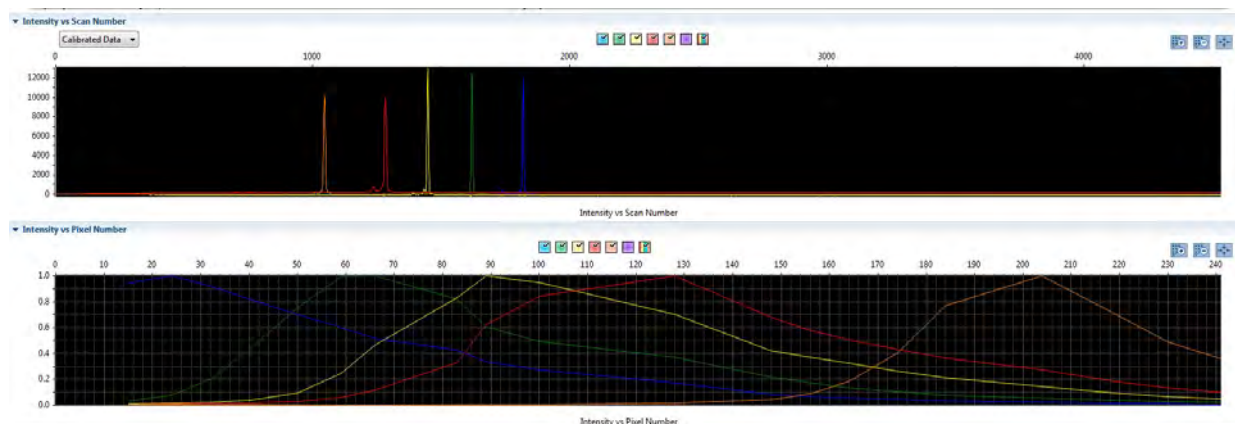 Intensity vs Scan Number
Calibrated Data
0 1000 2000 3000 4000
12000
10000
8000
6000
4000
2000
0
Intensity vs Scan Number
Intensity vs Pixel Number
0 10 20 30 40 50 60 70 80 90 100 110 120 130 140 150 160 170 180 190 200 210 220 230 240
1.0
0.8
0.6
0.4
0.2
0.0
Intensity vs Pixel Number